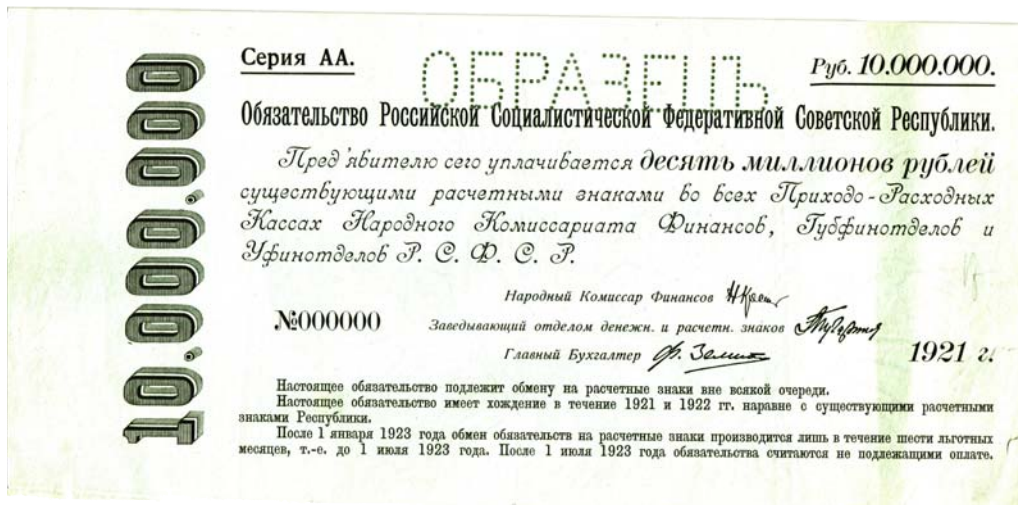 Серия АА.
ОБРАЗЕЦ
Руб. 10.000.000.
Обязательство Российской Социалистической Федеративной Советской Республики.
Пред'явителю сего уплачивается десять миллионов рублей
существующими расчетными знаками во всех Приходо-Расходных
Кассах Народного Комиссариата Финансов, Губфинотделов и
Уфинотделов Р. С. Ф. С. Р.
Народный Комиссар Финансов
№000000
Заведывающий отделом денежн. и расчетн. знаков
Главный Бухгалтер
1921 г.
Настоящее обязательство подлежит обмену на расчетные знаки вне всякой очереди.
Настоящее обязательство имеет хождение в течение 1921 и 1922 гг. наравне с существующими расчетными
знаками Республики.
После 1 января 1923 года обмен обязательств на расчетные знаки производится лишь в течение шести льготных
месяцев, т.-е. до 1 июля 1923 года. После 1 июля 1923 года обязательства считаются не подлежащими оплате.
10.000.000